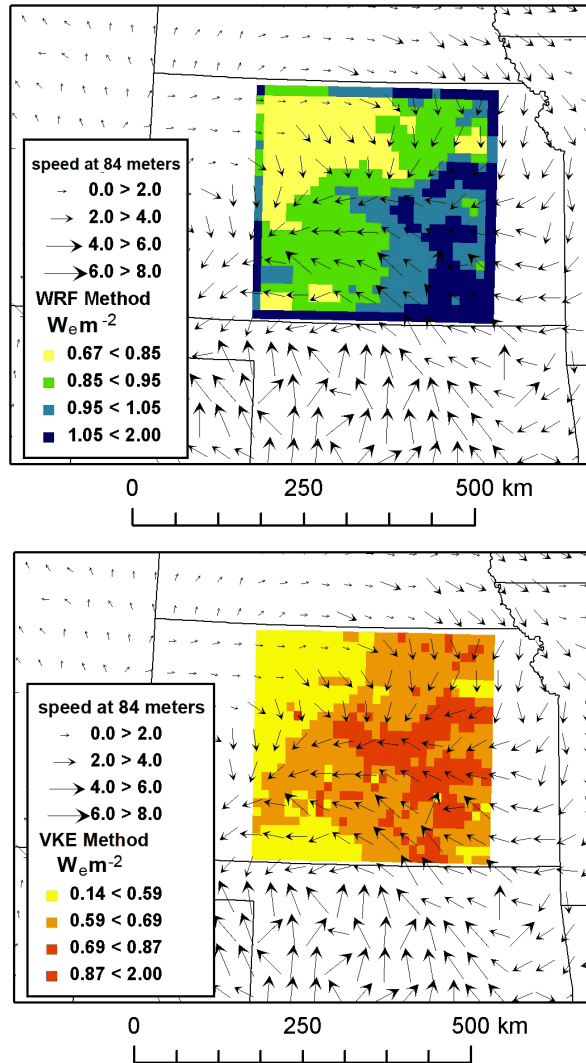 speed at 84 meters
0.0 > 2.0
2.0 > 4.0
4.0 > 6.0
6.0 > 8.0
WRF Method
Wₑm⁻²
0.67 < 0.85
0.85 < 0.95
0.95 < 1.05
1.05 < 2.00
0 250 500 km
speed at 84 meters
0.0 > 2.0
2.0 > 4.0
4.0 > 6.0
6.0 > 8.0
VKE Method
Wₑm⁻²
0.14 < 0.59
0.59 < 0.69
0.69 < 0.87
0.87 < 2.00
0 250 500 km